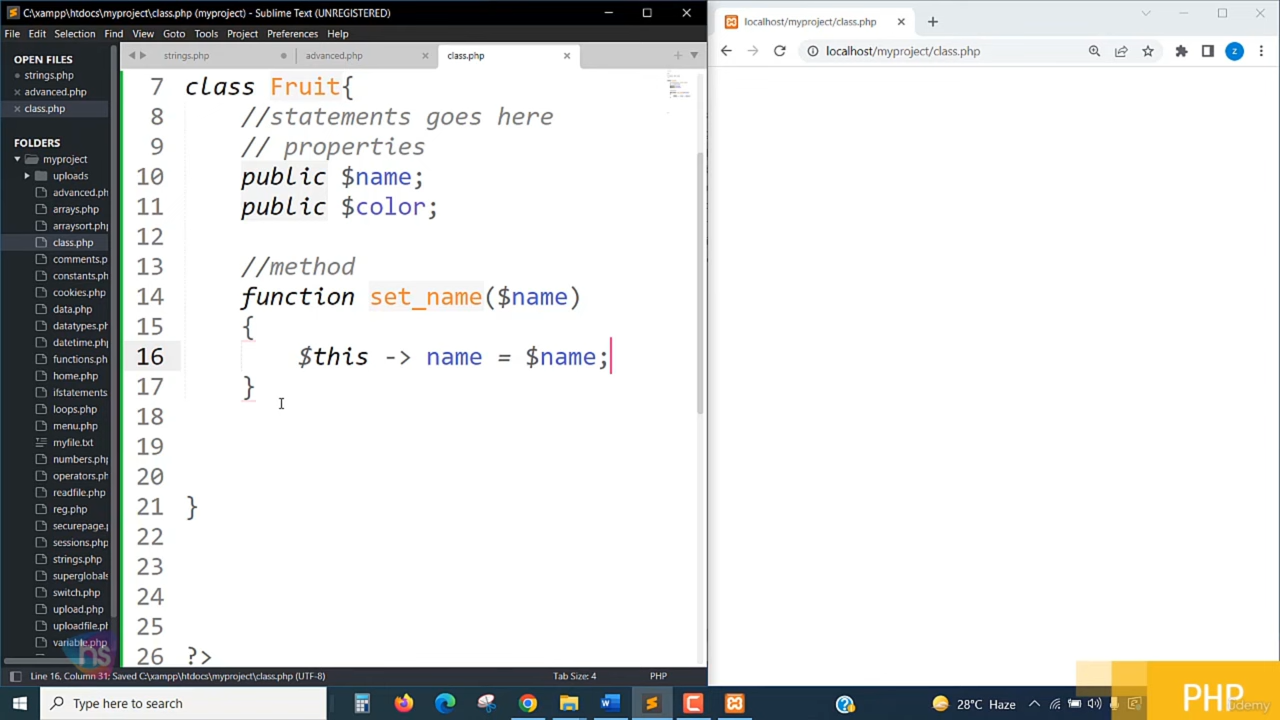 C:\xampp\htdocs\myproject\class.php (myproject) - Sublime Text (UNREGISTERED)
File Edit Selection Find View Goto Tools Project Preferences Help
OPEN FILES
strings.php
advanced.php
class.php
FOLDERS
myproject
uploads
advanced.ph
arrays.php
arraysort.php
class.php
comments.p
constants.ph
cookies.php
data.php
datatypes.ph
datetime.php
functions.ph
home.php
ifstatements
loops.php
menu.php
myfile.txt
numbers.ph
operators.ph
readfile.php
reg.php
securepage.
sessions.php
strings.php
superglobals
switch.php
upload.php
uploadfile.ph
variable.php
strings.php advanced.php class.php
7 class Fruit{
8 //statements goes here
9 // properties
10 public $name;
11 public $color;
12
13 //method
14 function set_name($name)
15 {
16 $this -> name = $name;
17 }
18
19
20
21 }
22
23
24
25
26 ?>
Line 16, Column 31: Saved C:\xampp\htdocs\myproject\class.php (UTF-8) Tab Size: 4 PHP
localhost/myproject/class.php
localhost/myproject/class.php
Z
ns
Type here to search
28°C Haze
PHP
Udemy